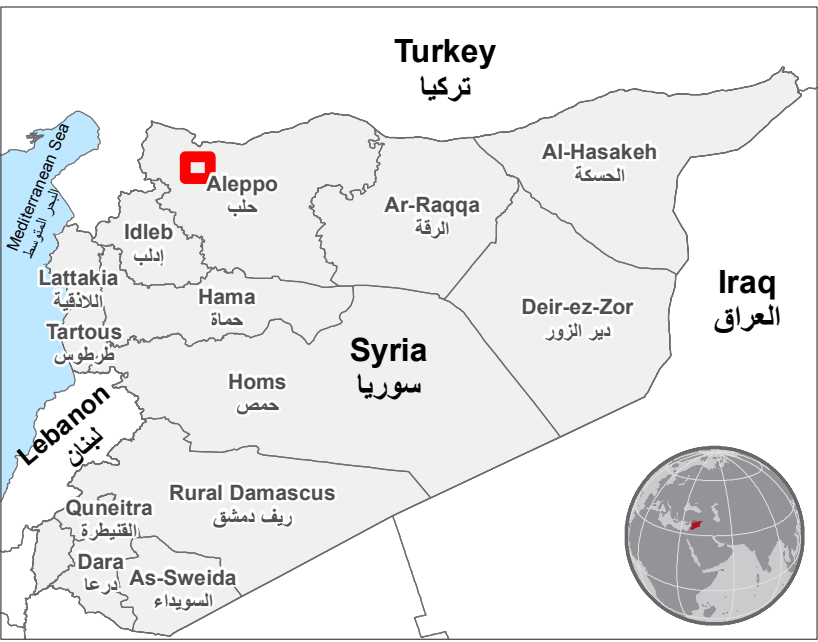 Turkey
تركيا
Mediterranean Sea
البحر المتوسط
Al-Hasakeh
الحسكة
Aleppo
حلب
Ar-Raqqa
الرقة
Idleb
إدلب
Lattakia
اللاذقية
Hama
حماة
Iraq
العراق
Deir-ez-Zor
دير الزور
Tartous
طرطوس
Syria
سوريا
Homs
حمص
Lebanon
لبنان
Rural Damascus
ريف دمشق
Quneitra
القنيطرة
Dara
درعا
As-Sweida
السويداء